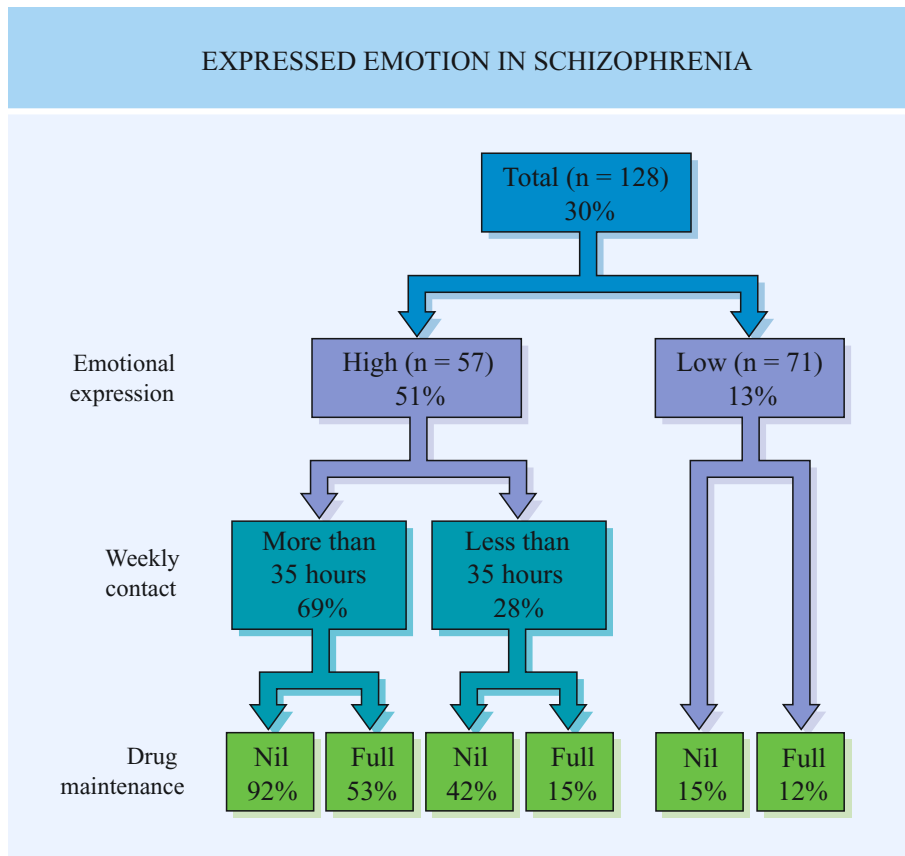 EXPRESSED EMOTION IN SCHIZOPHRENIA
Total (n = 128)
30%
Emotional
expression
High (n = 57)
51%
Low (n = 71)
13%
Weekly
contact
More than
35 hours
69%
Less than
35 hours
28%
Drug
maintenance
Nil
92%
Full
53%
Nil
42%
Full
15%
Nil
15%
Full
12%